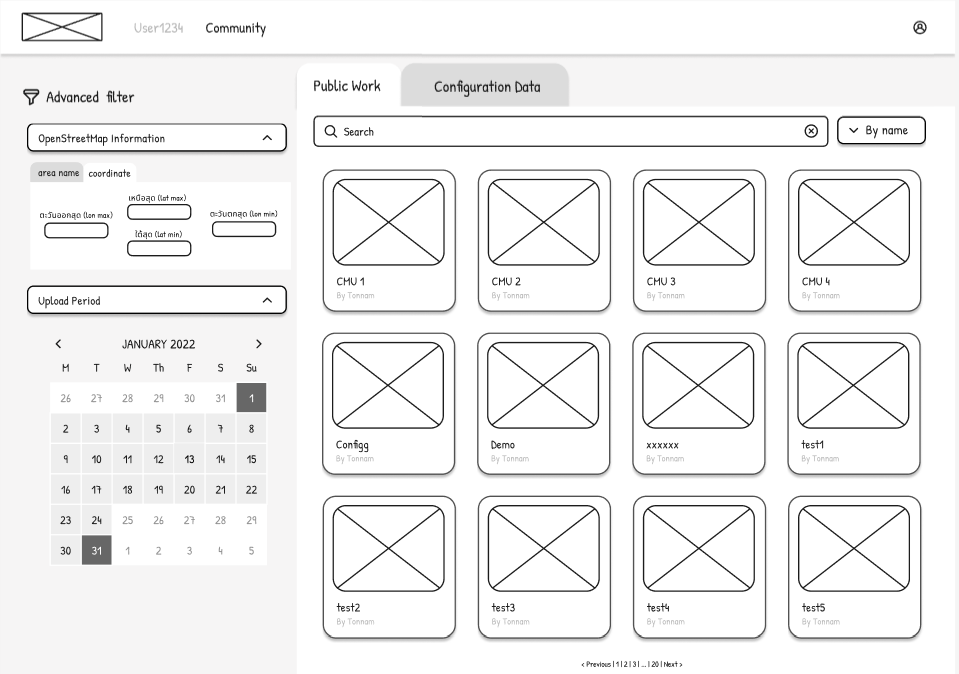 User1234 Community
Advanced filter
OpenStreetMap Information
area name coordinate
เหนือสุด (lat max)
ตะวันออกสุด (lon max)
ตะวันตกสุด (lon min)
ใต้สุด (lat min)
Upload Period
JANUARY 2022
M T W Th F S Su
26 27 28 29 30 31 1
2 3 4 5 6 7 8
9 10 11 12 13 14 15
16 17 18 19 20 21 22
23 24 25 26 27 28 29
30 31 1 2 3 4 5
Public Work Configuration Data
Search
By name
CMU 1 CMU 2 CMU 3 CMU 4
By Tonnam By Tonnam By Tonnam By Tonnam
Configg Demo xxxxxx test1
By Tonnam By Tonnam By Tonnam By Tonnam
test2 test3 test4 test5
By Tonnam By Tonnam By Tonnam By Tonnam
< Previous | 1 | 2 | 3 | ... | 20 | Next >